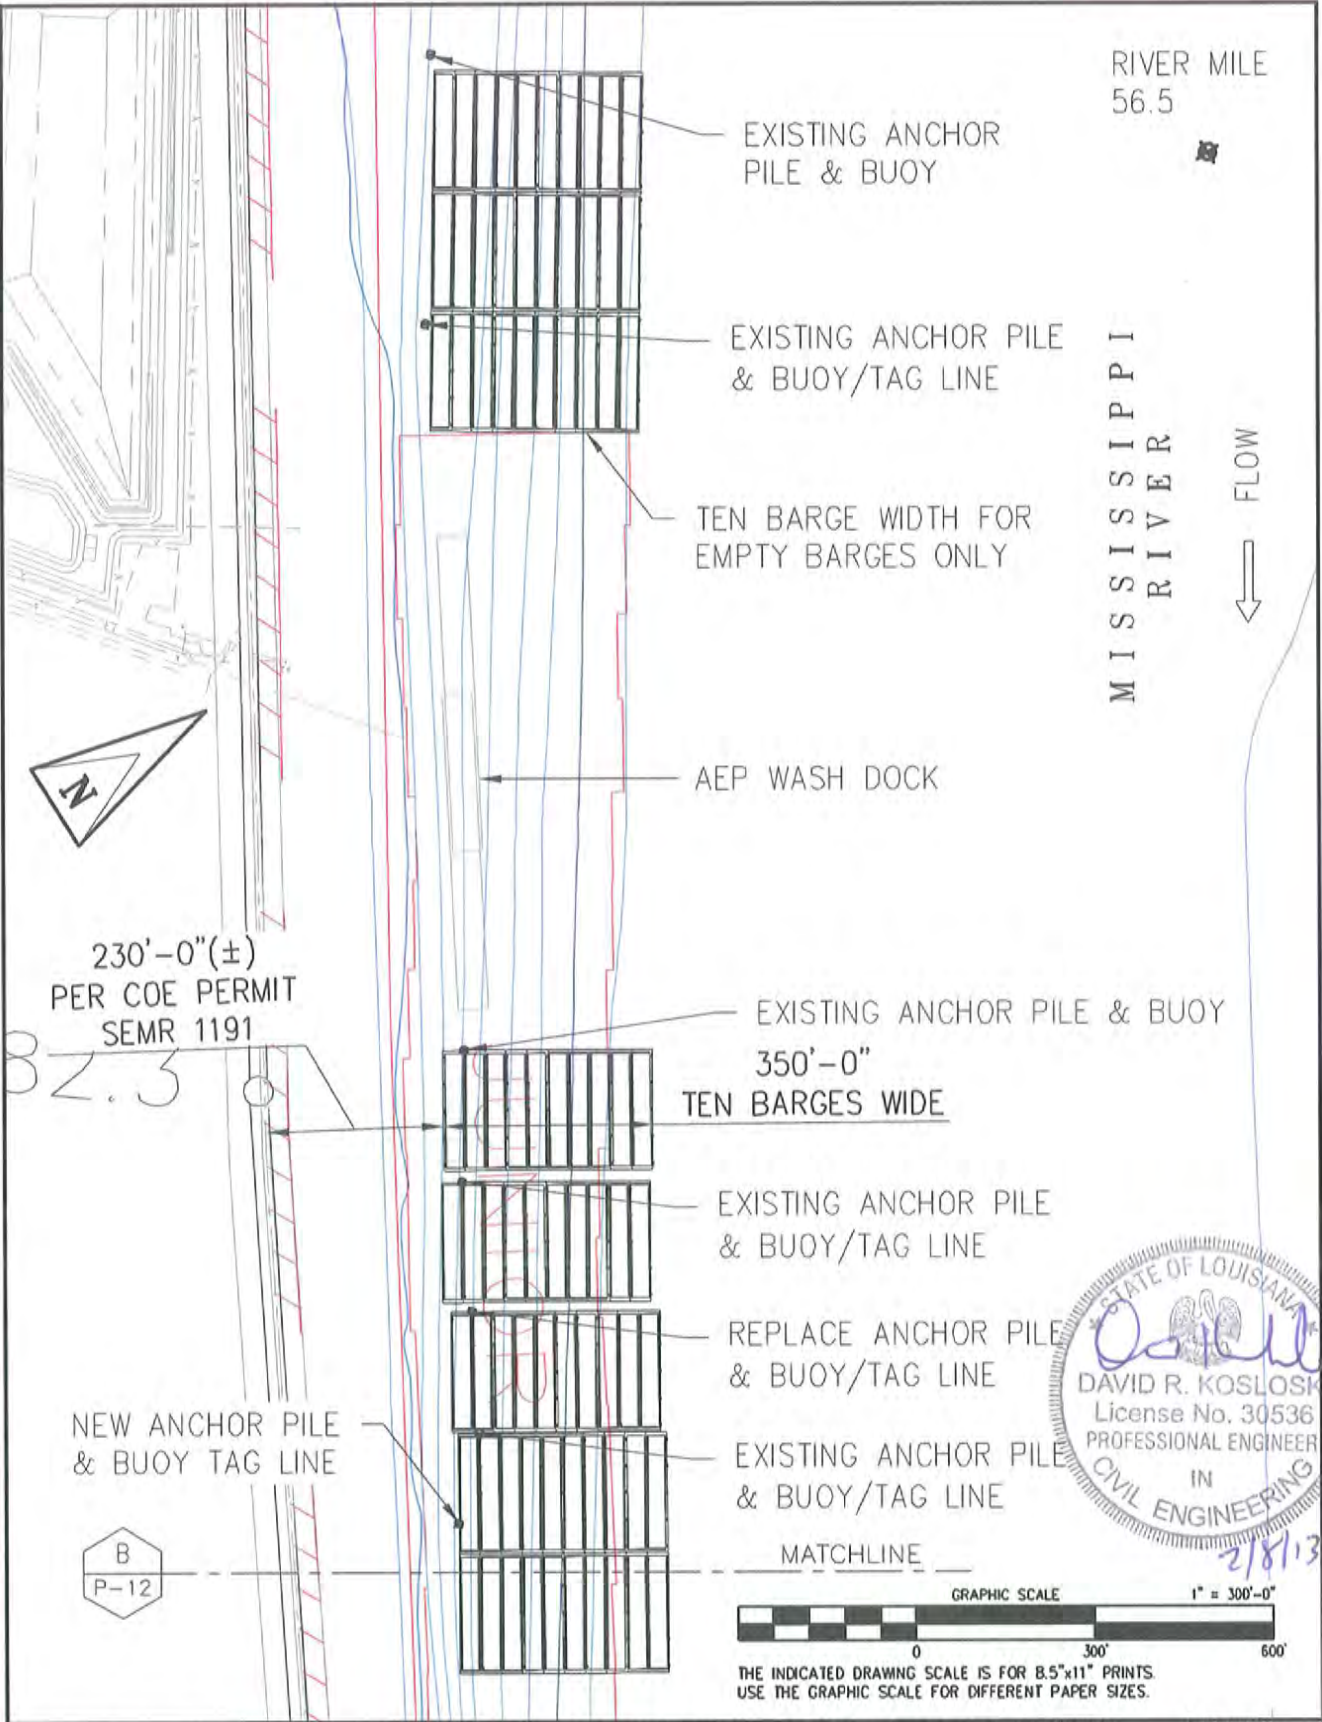 RIVER MILE
56.5
EXISTING ANCHOR
PILE & BUOY
EXISTING ANCHOR PILE
& BUOY/TAG LINE
MISSISSIPPI
RIVER
FLOW
TEN BARGE WIDTH FOR
EMPTY BARGES ONLY
N
AEP WASH DOCK
230'-0"(±)
PER COE PERMIT
SEMR 1191
82.3
EXISTING ANCHOR PILE & BUOY
350'-0"
TEN BARGES WIDE
EXISTING ANCHOR PILE
& BUOY/TAG LINE
REPLACE ANCHOR PILE
& BUOY/TAG LINE
NEW ANCHOR PILE
& BUOY TAG LINE
EXISTING ANCHOR PILE
& BUOY/TAG LINE
STATE OF LOUISIANA
DAVID R. KOSLOSK
License No. 30536
PROFESSIONAL ENGINEER
IN
CIVIL ENGINEERING
2/8/13
B
P-12
MATCHLINE
GRAPHIC SCALE 1" = 300'-0"
0 300' 600'
THE INDICATED DRAWING SCALE IS FOR 8.5"x11" PRINTS.
USE THE GRAPHIC SCALE FOR DIFFERENT PAPER SIZES.